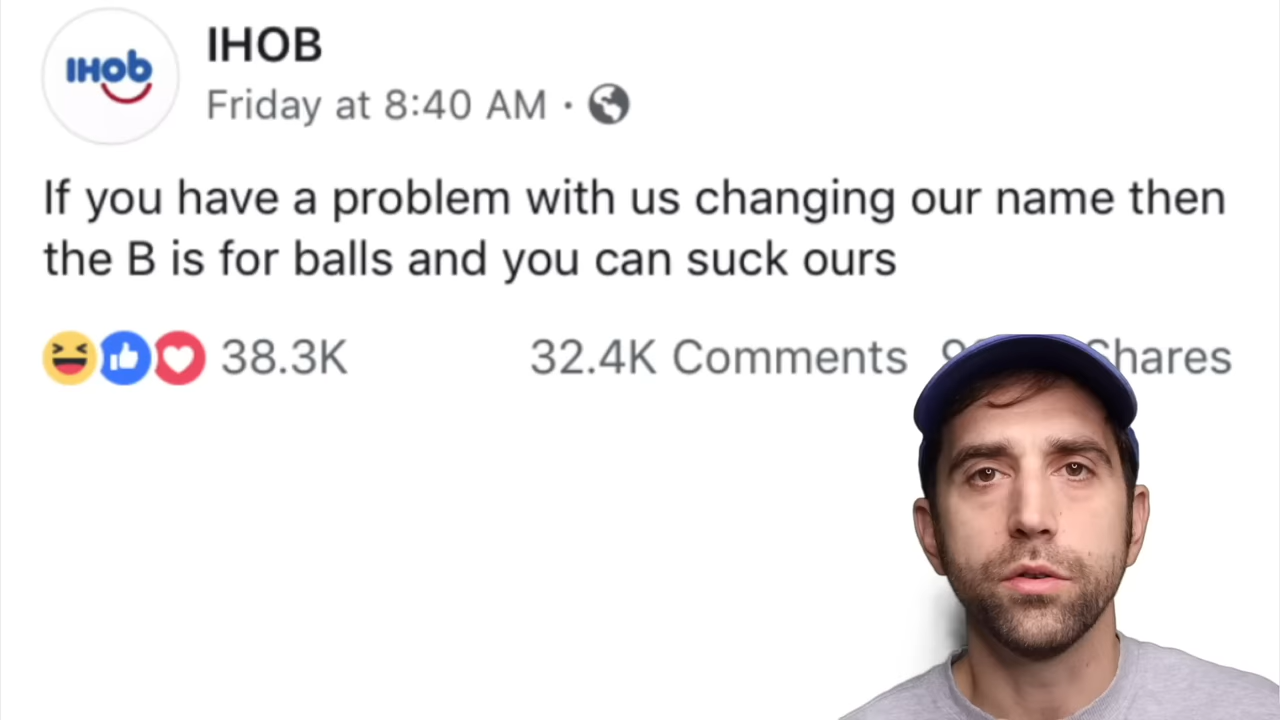 IHOb
IHOB
Friday at 8:40 AM ·
If you have a problem with us changing our name then
the B is for balls and you can suck ours
38.3K 32.4K Comments Shares